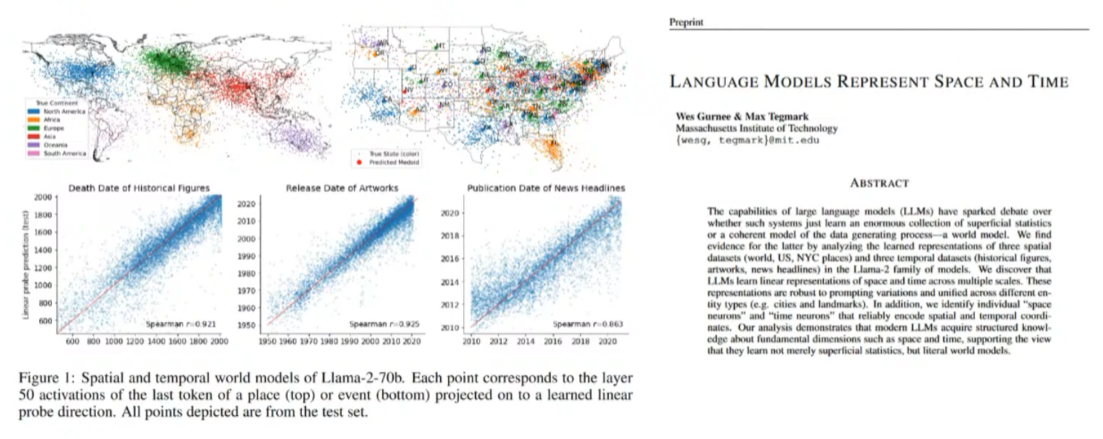 True Continent
North America
Africa
Europe
Asia
Oceania
South America
True State (color)
Predicted Medoid
Death Date of Historical Figures
Release Date of Artworks
Publication Date of News Headlines
Linear probe prediction (test)
2000
1800
1600
1400
1200
1000
800
600
Spearman r=0.921
600 800 1000 1200 1400 1600 1800 2000
2020
2010
2000
1990
1980
1970
1960
1950
Spearman r=0.925
1950 1960 1970 1980 1990 2000 2010 2020
2020
2018
2016
2014
2012
2010
Spearman r=0.863
2010 2012 2014 2016 2018 2020
Figure 1: Spatial and temporal world models of Llama-2-70b. Each point corresponds to the layer
50 activations of the last token of a place (top) or event (bottom) projected on to a learned linear
probe direction. All points depicted are from the test set.
Preprint
LANGUAGE MODELS REPRESENT SPACE AND TIME
Wes Gurnee & Max Tegmark
Massachusetts Institute of Technology
{wesg, tegmark}@mit.edu
ABSTRACT
The capabilities of large language models (LLMs) have sparked debate over
whether such systems just learn an enormous collection of superficial statistics
or a coherent model of the data generating process—a world model. We find
evidence for the latter by analyzing the learned representations of three spatial
datasets (world, US, NYC places) and three temporal datasets (historical figures,
artworks, news headlines) in the Llama-2 family of models. We discover that
LLMs learn linear representations of space and time across multiple scales. These
representations are robust to prompting variations and unified across different en-
tity types (e.g. cities and landmarks). In addition, we identify individual "space
neurons" and "time neurons" that reliably encode spatial and temporal coordi-
nates. Our analysis demonstrates that modern LLMs acquire structured knowl-
edge about fundamental dimensions such as space and time, supporting the view
that they learn not merely superficial statistics, but literal world models.